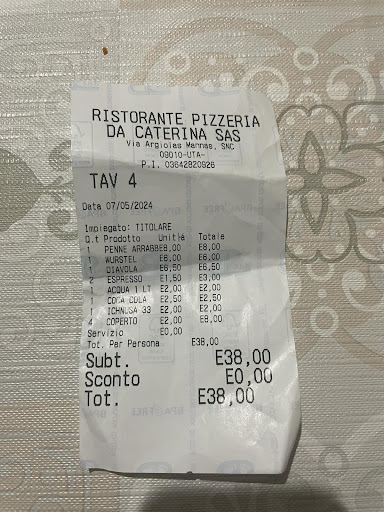 RISTORANTE PIZZERIA
DA CATERINA SAS
Via Argiolas Mannas, SNC
09010-UTA-
P.I. 03642820928
TAV 4
Data 07/05/2024
Impiegato: TITOLARE
Q.t Prodotto Unità Totale
1 PENNE ARRABBE8,00 E8,00
1 WURSTEL E6,00 E6,00
1 DIAVOLA E6,50 E6,50
2 ESPRESSO E1,50 E3,00
1 ACQUA 1 LT E2,00 E2,00
1 COCA COLA E2,50 E2,50
1 ICHNUSA 33 E2,00 E2,00
4 COPERTO E2,00 E8,00
Servizio E0,00
Tot. Per Persona E38,00
Subt. E38,00
Sconto E0,00
Tot. E38,00